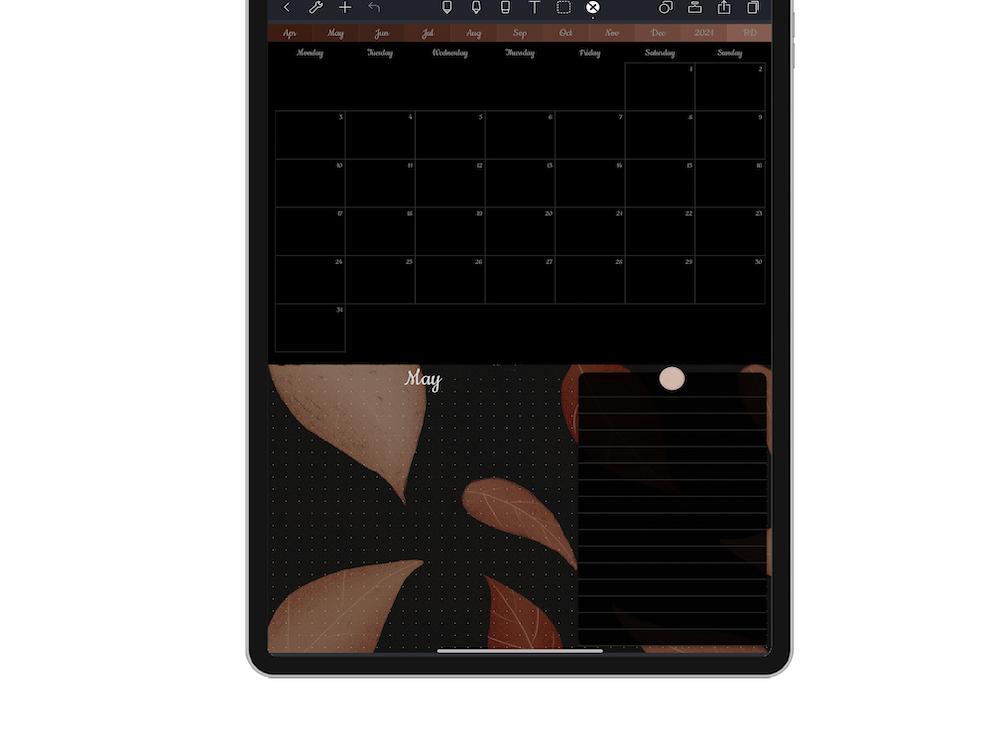 Apr May Jun Jul Aug Sep Oct Nov Dec 2021 BD
Monday Tuesday Wednesday Thursday Friday Saturday Sunday
1 2
3 4 5 6 7 8 9
10 11 12 13 14 15 16
17 18 19 20 21 22 23
24 25 26 27 28 29 30
31
May